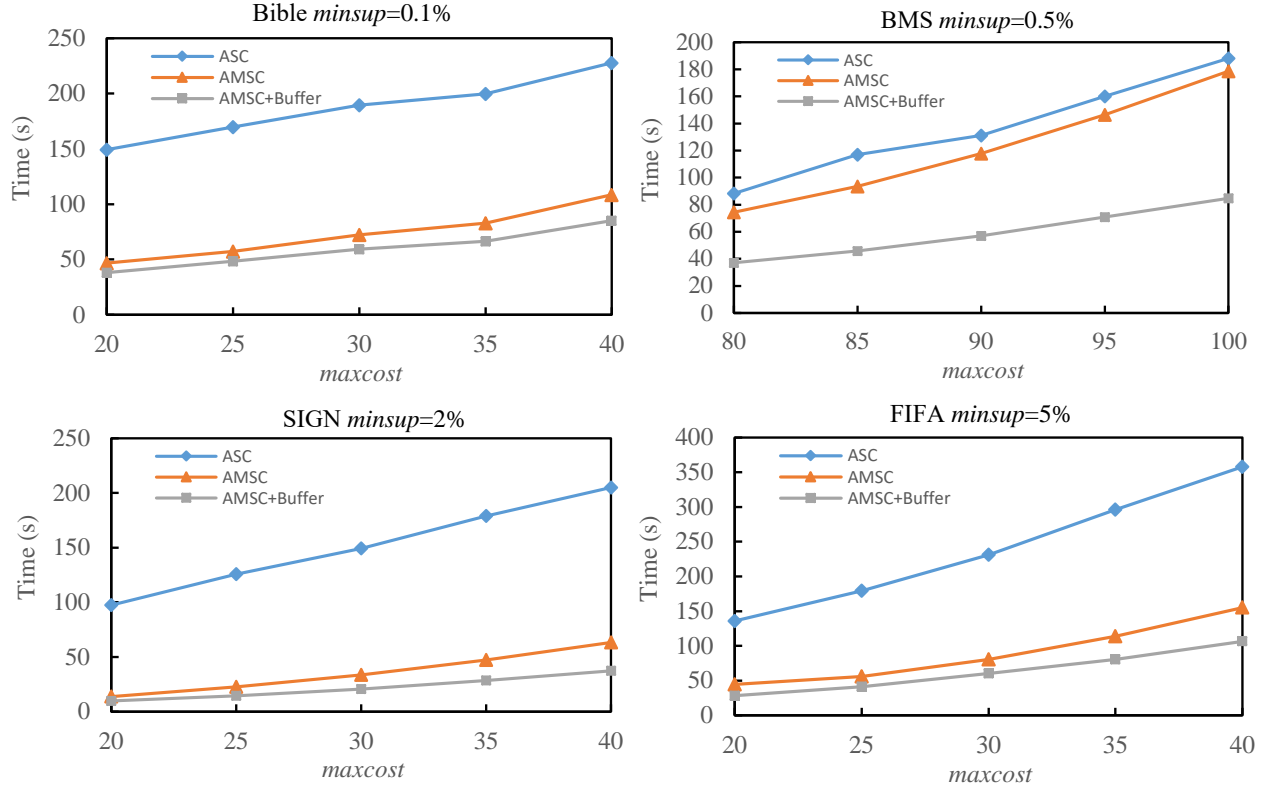 Bible minsup=0.1%
250
200
150
100
50
0
Time (s)
ASC
AMSC
AMSC+Buffer
20 25 30 35 40
maxcost
BMS minsup=0.5%
200
180
160
140
120
100
80
60
40
20
0
Time (s)
ASC
AMSC
AMSC+Buffer
80 85 90 95 100
maxcost
SIGN minsup=2%
250
200
150
100
50
0
Time (s)
ASC
AMSC
AMSC+Buffer
20 25 30 35 40
maxcost
FIFA minsup=5%
400
350
300
250
200
150
100
50
0
Time (s)
ASC
AMSC
AMSC+Buffer
20 25 30 35 40
maxcost